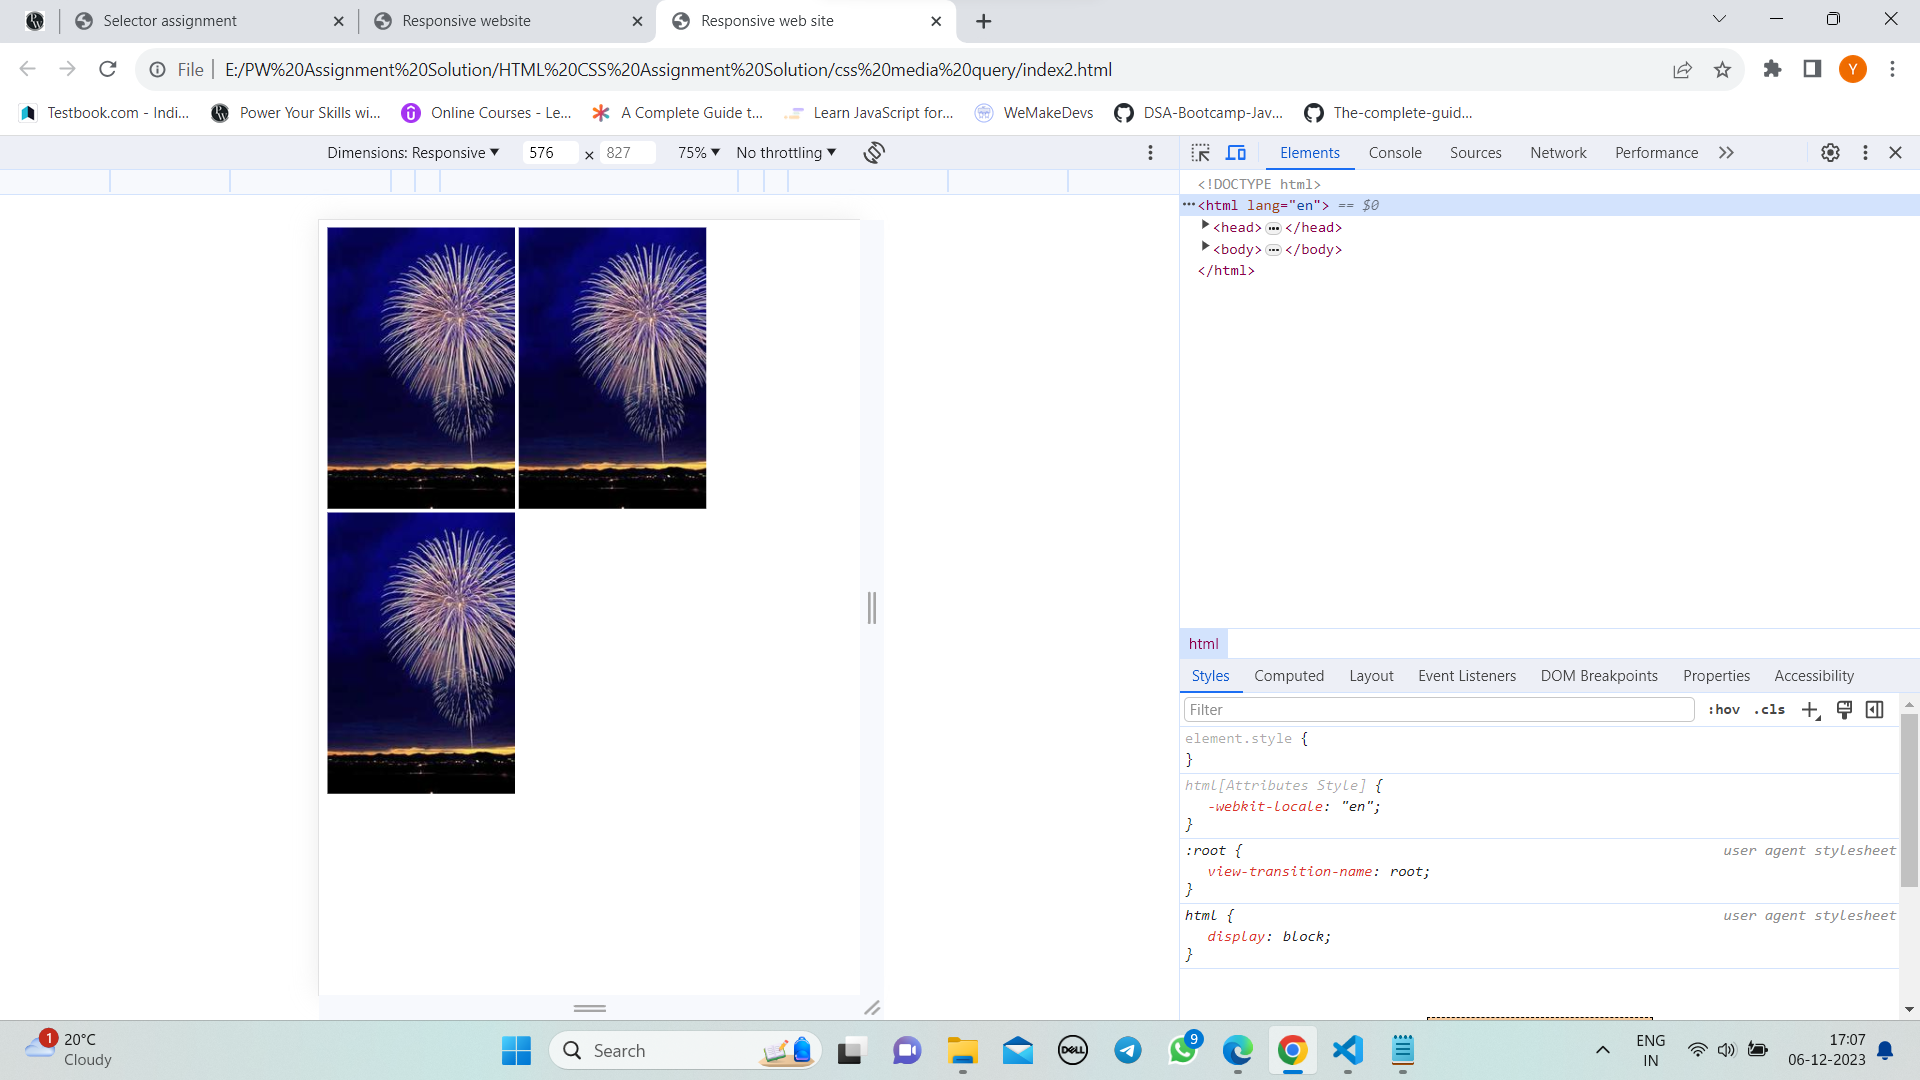 Selector assignment
Responsive website
Responsive web site
File
E:/PW%20Assignment%20Solution/HTML%20CSS%20Assignment%20Solution/css%20media%20query/index2.html
Y
Testbook.com - Indi...
Power Your Skills wi...
Online Courses - Le...
A Complete Guide t...
Learn JavaScript for...
WeMakeDevs
DSA-Bootcamp-Jav...
The-complete-guid...
Dimensions: Responsive
576 × 827
75%
No throttling
Elements
Console
Sources
Network
Performance
<!DOCTYPE html>
<html lang="en"> == $0
<head> ••• </head>
<body> ••• </body>
</html>
html
Styles
Computed
Layout
Event Listeners
DOM Breakpoints
Properties
Accessibility
Filter
:hov .cls
element.style {
}
html[Attributes Style] {
-webkit-locale: "en";
}
:root { user agent stylesheet
view-transition-name: root;
}
html { user agent stylesheet
display: block;
}
1
20°C
Cloudy
Search
DELL
9
ENG
IN
17:07
06-12-2023